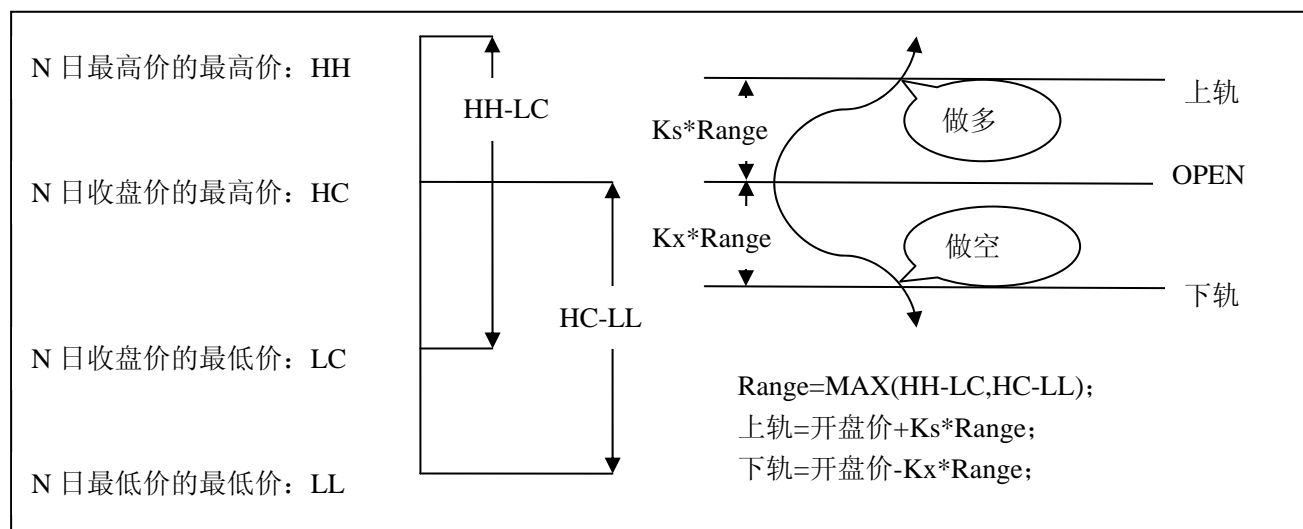 N 日最高价的最高价：HH
HH-LC
N 日收盘价的最高价：HC
HC-LL
N 日收盘价的最低价：LC
N 日最低价的最低价：LL
上轨
Ks*Range
做多
OPEN
Kx*Range
做空
下轨
Range=MAX(HH-LC,HC-LL)；
上轨=开盘价+Ks*Range；
下轨=开盘价-Kx*Range；